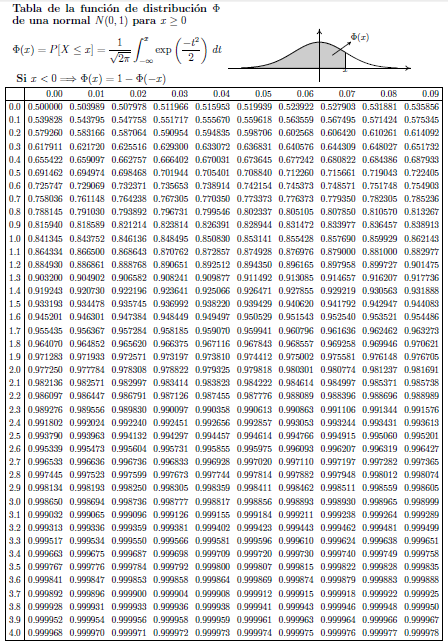 Tabla de la función de distribución Φ
de una normal N(0, 1) para x ≥ 0
Φ(x)
Φ(x) = P[X ≤ x] = 1/√2π ∫_{−∞}^{x} exp(−t²/2) dt
x
Si x < 0 ⟹ Φ(x) = 1 − Φ(−x)
0.00 0.01 0.02 0.03 0.04 0.05 0.06 0.07 0.08 0.09
0.0 0.500000 0.503989 0.507978 0.511966 0.515953 0.519939 0.523922 0.527903 0.531881 0.535856
0.1 0.539828 0.543795 0.547758 0.551717 0.555670 0.559618 0.563559 0.567495 0.571424 0.575345
0.2 0.579260 0.583166 0.587064 0.590954 0.594835 0.598706 0.602568 0.606420 0.610261 0.614092
0.3 0.617911 0.621720 0.625516 0.629300 0.633072 0.636831 0.640576 0.644309 0.648027 0.651732
0.4 0.655422 0.659097 0.662757 0.666402 0.670031 0.673645 0.677242 0.680822 0.684386 0.687933
0.5 0.691462 0.694974 0.698468 0.701944 0.705401 0.708840 0.712260 0.715661 0.719043 0.722405
0.6 0.725747 0.729069 0.732371 0.735653 0.738914 0.742154 0.745373 0.748571 0.751748 0.754903
0.7 0.758036 0.761148 0.764238 0.767305 0.770350 0.773373 0.776373 0.779350 0.782305 0.785236
0.8 0.788145 0.791030 0.793892 0.796731 0.799546 0.802337 0.805105 0.807850 0.810570 0.813267
0.9 0.815940 0.818589 0.821214 0.823814 0.826391 0.828944 0.831472 0.833977 0.836457 0.838913
1.0 0.841345 0.843752 0.846136 0.848495 0.850830 0.853141 0.855428 0.857690 0.859929 0.862143
1.1 0.864334 0.866500 0.868643 0.870762 0.872857 0.874928 0.876976 0.879000 0.881000 0.882977
1.2 0.884930 0.886861 0.888768 0.890651 0.892512 0.894350 0.896165 0.897958 0.899727 0.901475
1.3 0.903200 0.904902 0.906582 0.908241 0.909877 0.911492 0.913085 0.914657 0.916207 0.917736
1.4 0.919243 0.920730 0.922196 0.923641 0.925066 0.926471 0.927855 0.929219 0.930563 0.931888
1.5 0.933193 0.934478 0.935745 0.936992 0.938220 0.939429 0.940620 0.941792 0.942947 0.944083
1.6 0.945201 0.946301 0.947384 0.948449 0.949497 0.950529 0.951543 0.952540 0.953521 0.954486
1.7 0.955435 0.956367 0.957284 0.958185 0.959070 0.959941 0.960796 0.961636 0.962462 0.963273
1.8 0.964070 0.964852 0.965620 0.966375 0.967116 0.967843 0.968557 0.969258 0.969946 0.970621
1.9 0.971283 0.971933 0.972571 0.973197 0.973810 0.974412 0.975002 0.975581 0.976148 0.976705
2.0 0.977250 0.977784 0.978308 0.978822 0.979325 0.979818 0.980301 0.980774 0.981237 0.981691
2.1 0.982136 0.982571 0.982997 0.983414 0.983823 0.984222 0.984614 0.984997 0.985371 0.985738
2.2 0.986097 0.986447 0.986791 0.987126 0.987455 0.987776 0.988089 0.988396 0.988696 0.988989
2.3 0.989276 0.989556 0.989830 0.990097 0.990358 0.990613 0.990863 0.991106 0.991344 0.991576
2.4 0.991802 0.992024 0.992240 0.992451 0.992656 0.992857 0.993053 0.993244 0.993431 0.993613
2.5 0.993790 0.993963 0.994132 0.994297 0.994457 0.994614 0.994766 0.994915 0.995060 0.995201
2.6 0.995339 0.995473 0.995604 0.995731 0.995855 0.995975 0.996093 0.996207 0.996319 0.996427
2.7 0.996533 0.996636 0.996736 0.996833 0.996928 0.997020 0.997110 0.997197 0.997282 0.997365
2.8 0.997445 0.997523 0.997599 0.997673 0.997744 0.997814 0.997882 0.997948 0.998012 0.998074
2.9 0.998134 0.998193 0.998250 0.998305 0.998359 0.998411 0.998462 0.998511 0.998559 0.998605
3.0 0.998650 0.998694 0.998736 0.998777 0.998817 0.998856 0.998893 0.998930 0.998965 0.998999
3.1 0.999032 0.999065 0.999096 0.999126 0.999155 0.999184 0.999211 0.999238 0.999264 0.999289
3.2 0.999313 0.999336 0.999359 0.999381 0.999402 0.999423 0.999443 0.999462 0.999481 0.999499
3.3 0.999517 0.999534 0.999550 0.999566 0.999581 0.999596 0.999610 0.999624 0.999638 0.999651
3.4 0.999663 0.999675 0.999687 0.999698 0.999709 0.999720 0.999730 0.999740 0.999749 0.999758
3.5 0.999767 0.999776 0.999784 0.999792 0.999800 0.999807 0.999815 0.999822 0.999828 0.999835
3.6 0.999841 0.999847 0.999853 0.999858 0.999864 0.999869 0.999874 0.999879 0.999883 0.999888
3.7 0.999892 0.999896 0.999900 0.999904 0.999908 0.999912 0.999915 0.999918 0.999922 0.999925
3.8 0.999928 0.999931 0.999933 0.999936 0.999938 0.999941 0.999943 0.999946 0.999948 0.999950
3.9 0.999952 0.999954 0.999956 0.999958 0.999959 0.999961 0.999963 0.999964 0.999966 0.999967
4.0 0.999968 0.999970 0.999971 0.999972 0.999973 0.999974 0.999975 0.999976 0.999977 0.999978